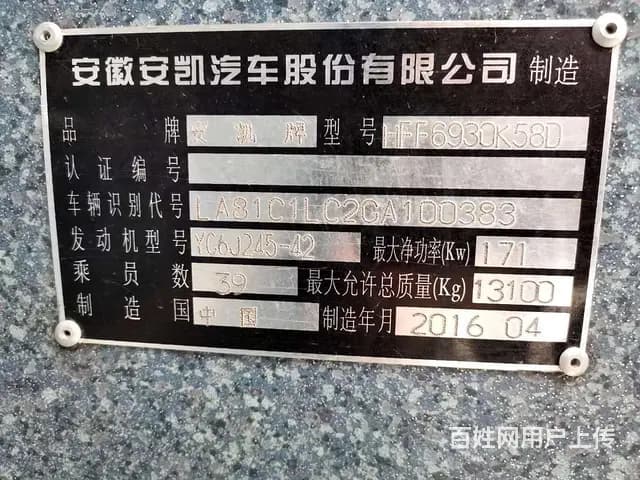 安徽安凯汽车股份有限公司 制造
品牌 安凯牌 型号 HFF6930K58D
认证编号
车辆识别代号 LA81C1LC2GA100383
发动机型号 YC6J245-42 最大净功率(Kw) 171
乘员数 39 最大允许总质量(Kg) 13100
制造国 中国 制造年月 2016 04
百姓网用户上传